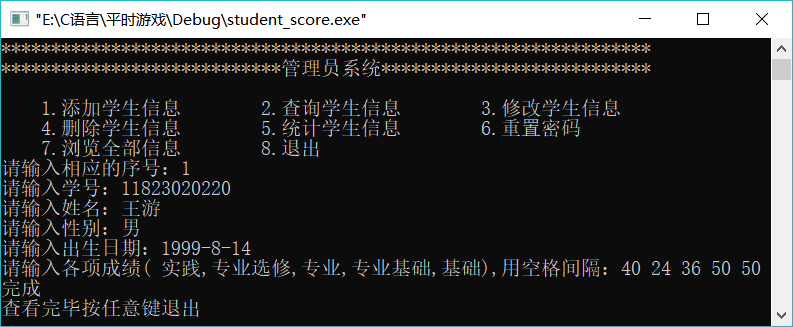 "E:\C语言\平时游戏\Debug\student_score.exe"
*****************************************************************
****************************管理员系统***************************
1.添加学生信息 2.查询学生信息 3.修改学生信息
4.删除学生信息 5.统计学生信息 6.重置密码
7.浏览全部信息 8.退出
请输入相应的序号：1
请输入学号：11823020220
请输入姓名：王游
请输入性别：男
请输入出生日期：1999-8-14
请输入各项成绩( 实践,专业选修,专业,专业基础,基础),用空格间隔：40 24 36 50 50
完成
查看完毕按任意键退出